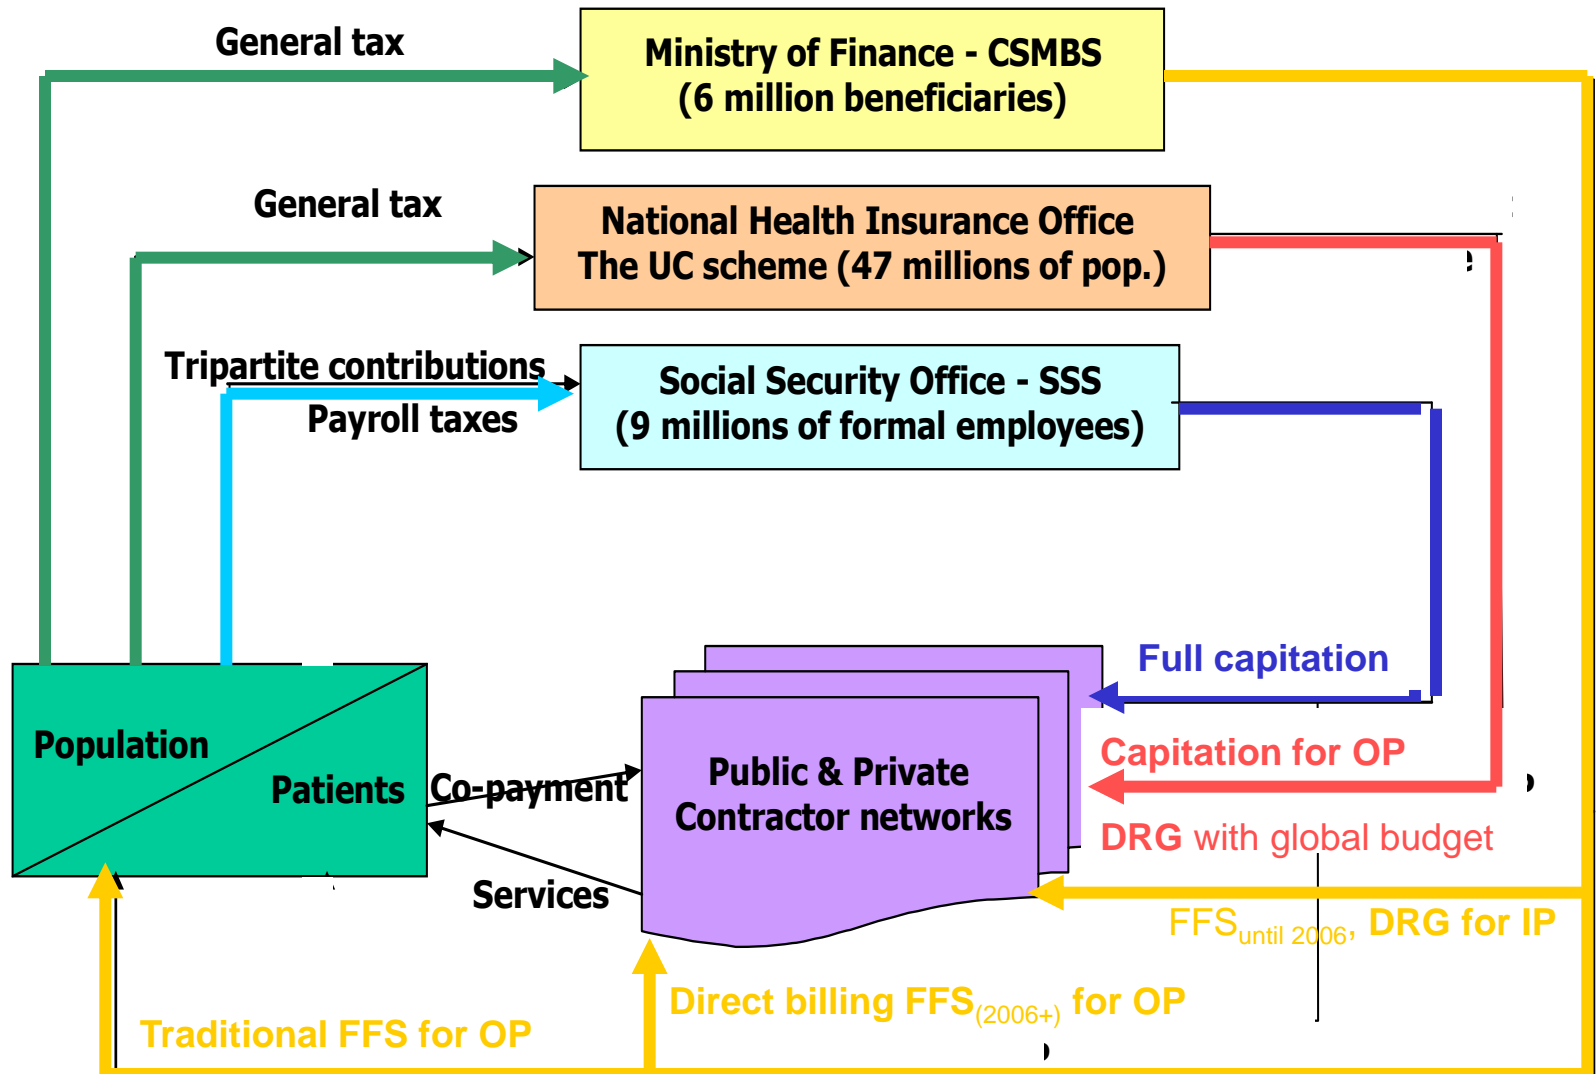 General tax
Ministry of Finance - CSMBS
(6 million beneficiaries)
General tax
National Health Insurance Office
The UC scheme (47 millions of pop.)
Tripartite contributions
Payroll taxes
Social Security Office - SSS
(9 millions of formal employees)
Full capitation
Population
Patients
Co-payment
Services
Public & Private
Contractor networks
Capitation for OP
DRG with global budget
FFS until 2006, DRG for IP
Direct billing FFS (2006+) for OP
Traditional FFS for OP